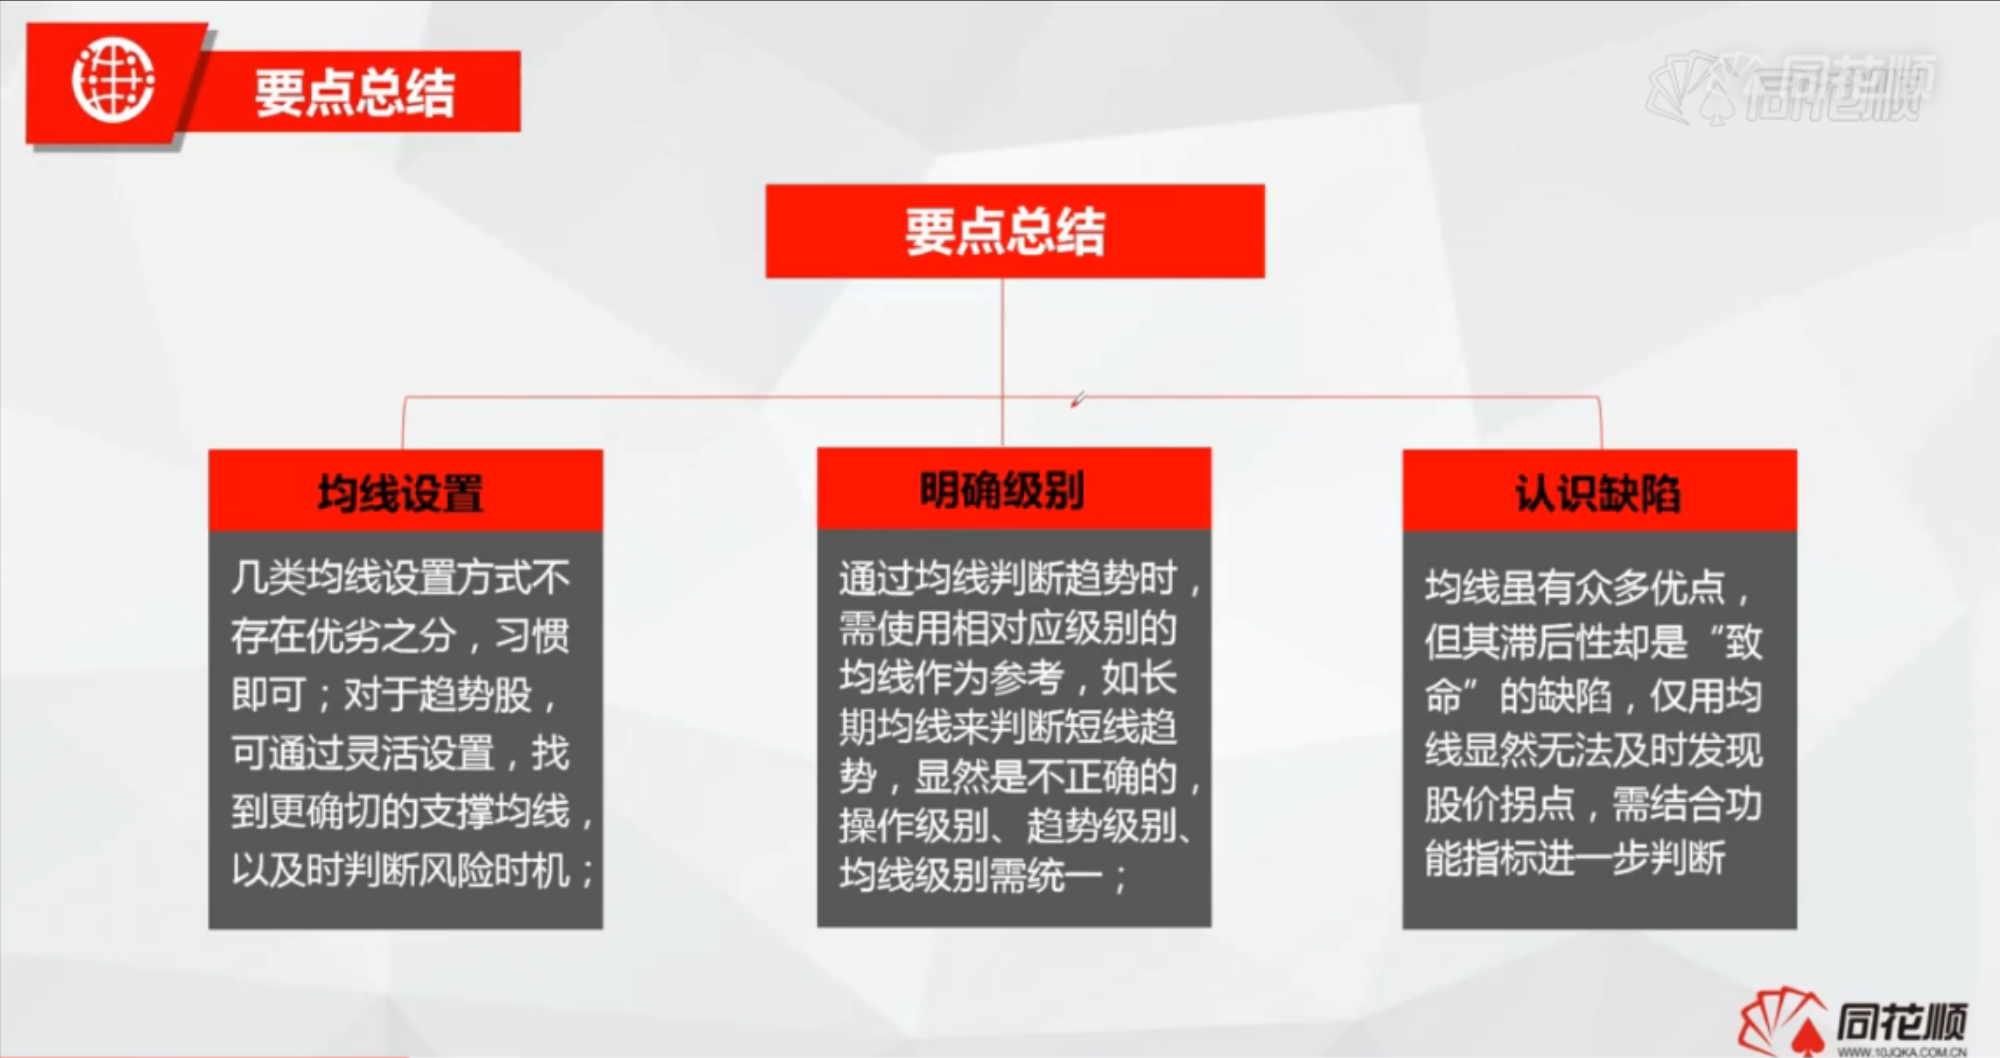 要点总结
同花顺
要点总结
均线设置
几类均线设置方式不
存在优劣之分，习惯
即可；对于趋势股，
可通过灵活设置，找
到更确切的支撑均线，
以及时判断风险时机；
明确级别
通过均线判断趋势时，
需使用相对应级别的
均线作为参考，如长
期均线来判断短线趋
势，显然是不正确的，
操作级别、趋势级别、
均线级别需统一；
认识缺陷
均线虽有众多优点，
但其滞后性却是“致
命”的缺陷，仅用均
线显然无法及时发现
股价拐点，需结合功
能指标进一步判断
同花顺
WWW.10JQKA.COM.CN